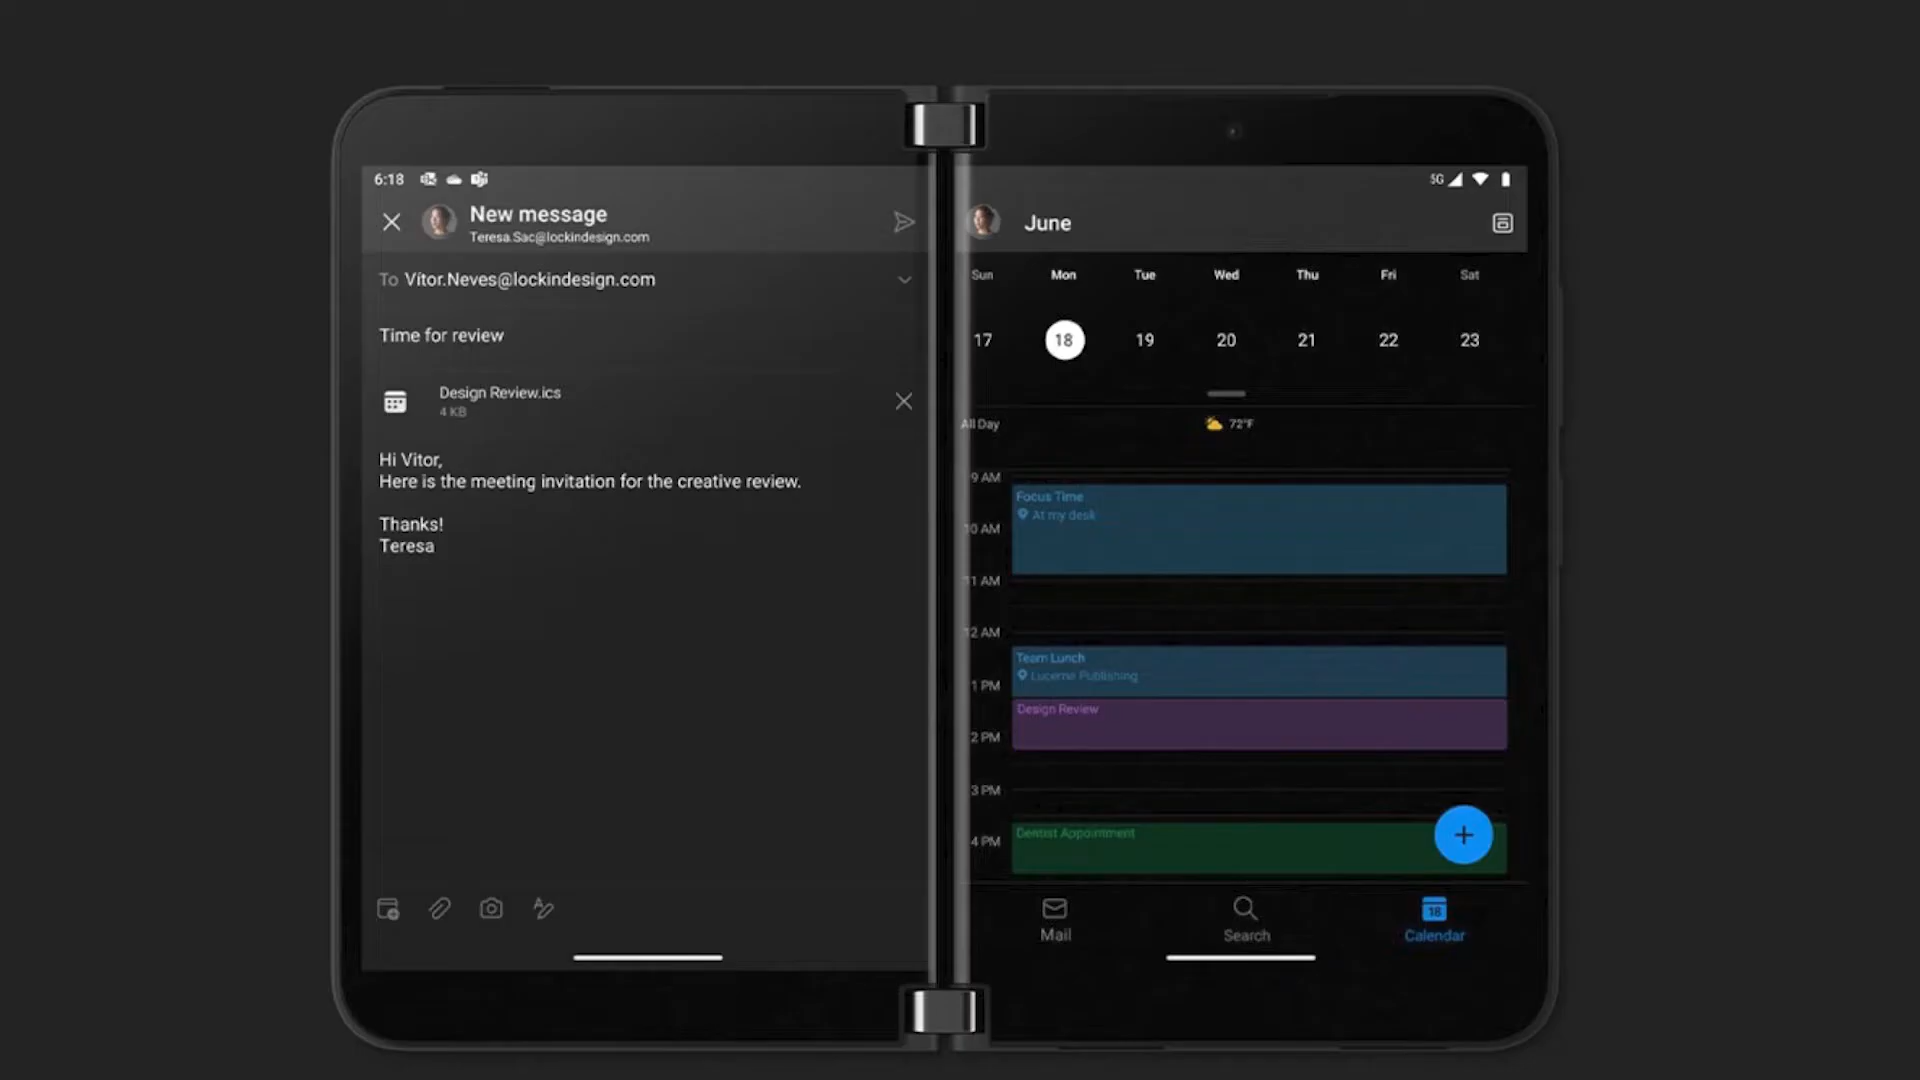 6:18
New message
Teresa.Sac@lockindesign.com
To Vítor.Neves@lockindesign.com
Time for review
Design Review.ics
4 KB
Hi Vítor,
Here is the meeting invitation for the creative review.
Thanks!
Teresa
5G
June
Sun Mon Tue Wed Thu Fri Sat
17 18 19 20 21 22 23
All Day 72°F
9 AM
Focus Time
At my desk
10 AM
11 AM
12 AM
Team Lunch
Lucerne Publishing
1 PM
Design Review
2 PM
3 PM
Dentist Appointment
4 PM
18
Mail Search Calendar